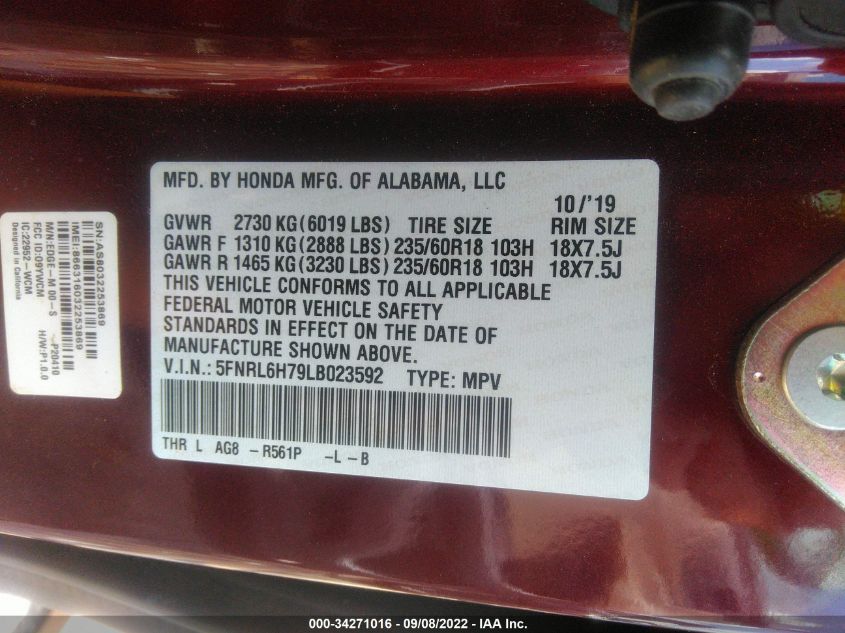 MFD. BY HONDA MFG. OF ALABAMA, LLC
10/'19
GVWR 2730 KG(6019 LBS) TIRE SIZE RIM SIZE
GAWR F 1310 KG(2888 LBS) 235/60R18 103H 18X7.5J
GAWR R 1465 KG(3230 LBS) 235/60R18 103H 18X7.5J
THIS VEHICLE CONFORMS TO ALL APPLICABLE
FEDERAL MOTOR VEHICLE SAFETY
STANDARDS IN EFFECT ON THE DATE OF
MANUFACTURE SHOWN ABOVE.
V.I.N.: 5FNRL6H79LB023592 TYPE: MPV
THR L AG8 -R561P -L-B
SN:AS8032253869
IMEI:866316032253869
M/N:EDGE-M 00-S P20410
FCC ID:O9YWCM H/W:P1.0.0
IC:22952-WCM
Designed in California
000-34271016 - 09/08/2022 - IAA Inc.